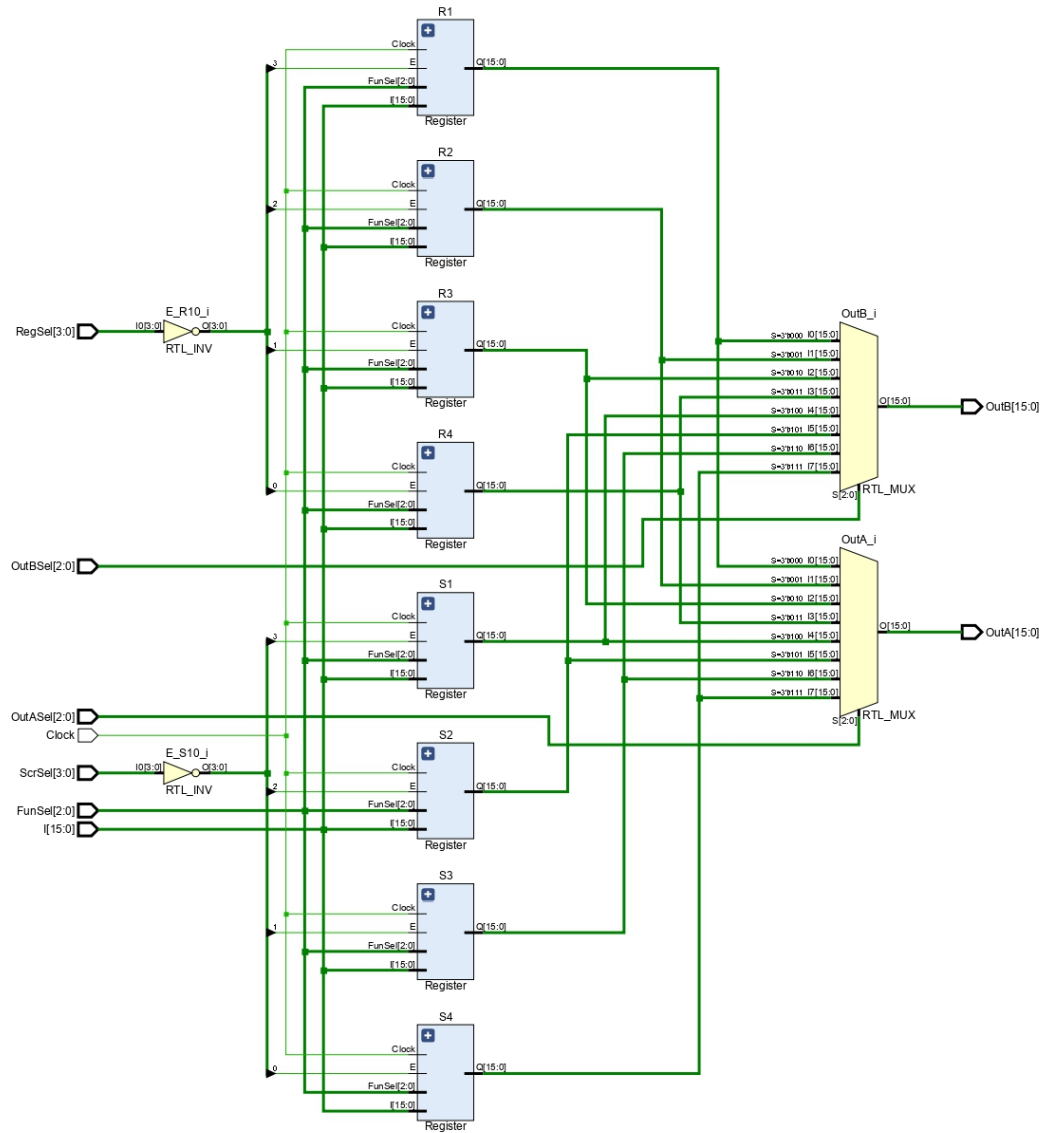 R1
Clock
3
E
Q[15:0]
FunSel[2:0]
I[15:0]
Register
R2
Clock
2
E
Q[15:0]
FunSel[2:0]
I[15:0]
Register
R3
Clock
1
E
Q[15:0]
FunSel[2:0]
I[15:0]
Register
R4
Clock
0
E
Q[15:0]
FunSel[2:0]
I[15:0]
Register
RegSel[3:0]
E_R10_i
I0[3:0] O[3:0]
RTL_INV
OutB_i
S=3'b000 I0[15:0]
S=3'b001 I1[15:0]
S=3'b010 I2[15:0]
S=3'b011 I3[15:0]
S=3'b100 I4[15:0]
S=3'b101 I5[15:0]
S=3'b110 I6[15:0]
S=3'b111 I7[15:0]
O[15:0]
OutB[15:0]
S[2:0]
RTL_MUX
OutBSel[2:0]
OutA_i
S=3'b000 I0[15:0]
S=3'b001 I1[15:0]
S=3'b010 I2[15:0]
S=3'b011 I3[15:0]
S=3'b100 I4[15:0]
S=3'b101 I5[15:0]
S=3'b110 I6[15:0]
S=3'b111 I7[15:0]
O[15:0]
OutA[15:0]
S[2:0]
RTL_MUX
S1
Clock
3
E
Q[15:0]
FunSel[2:0]
I[15:0]
Register
OutASel[2:0]
Clock
E_S10_i
ScrSel[3:0]
I0[3:0] O[3:0]
RTL_INV
FunSel[2:0]
I[15:0]
S2
Clock
2
E
Q[15:0]
FunSel[2:0]
I[15:0]
Register
S3
Clock
1
E
Q[15:0]
FunSel[2:0]
I[15:0]
Register
S4
Clock
0
E
Q[15:0]
FunSel[2:0]
I[15:0]
Register